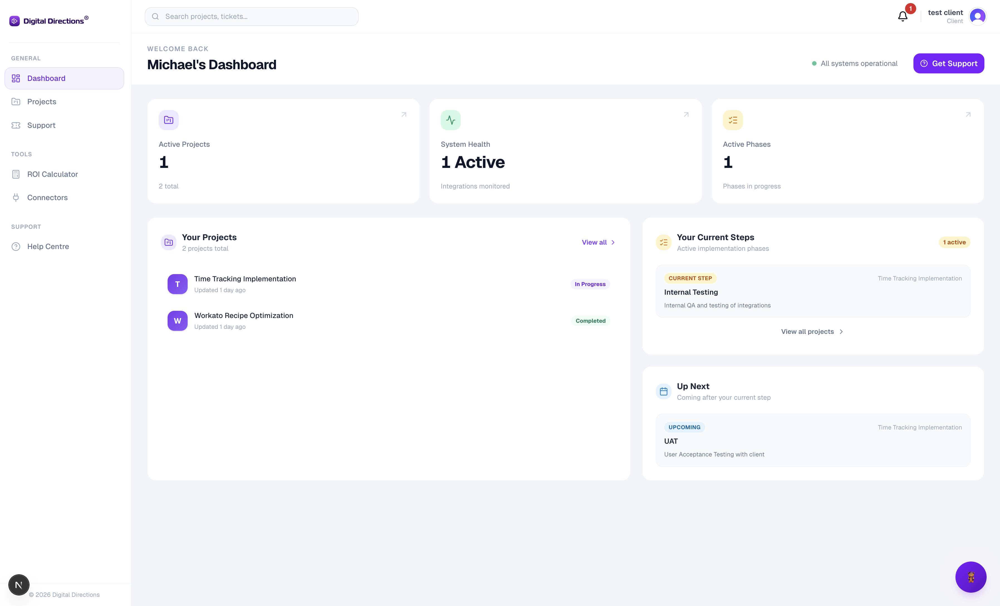 Digital Directions®
Search projects, tickets...
1
test client
Client
GENERAL
Dashboard
Projects
Support
TOOLS
ROI Calculator
Connectors
SUPPORT
Help Centre
N
© 2026 Digital Directions
WELCOME BACK
Michael's Dashboard
All systems operational
Get Support
Active Projects
1
2 total
System Health
1 Active
Integrations monitored
Active Phases
1
Phases in progress
Your Projects
2 projects total
View all
T
Time Tracking Implementation
Updated 1 day ago
In Progress
W
Workato Recipe Optimization
Updated 1 day ago
Completed
Your Current Steps
Active implementation phases
1 active
CURRENT STEP
Time Tracking Implementation
Internal Testing
Internal QA and testing of integrations
View all projects
Up Next
Coming after your current step
UPCOMING
Time Tracking Implementation
UAT
User Acceptance Testing with client